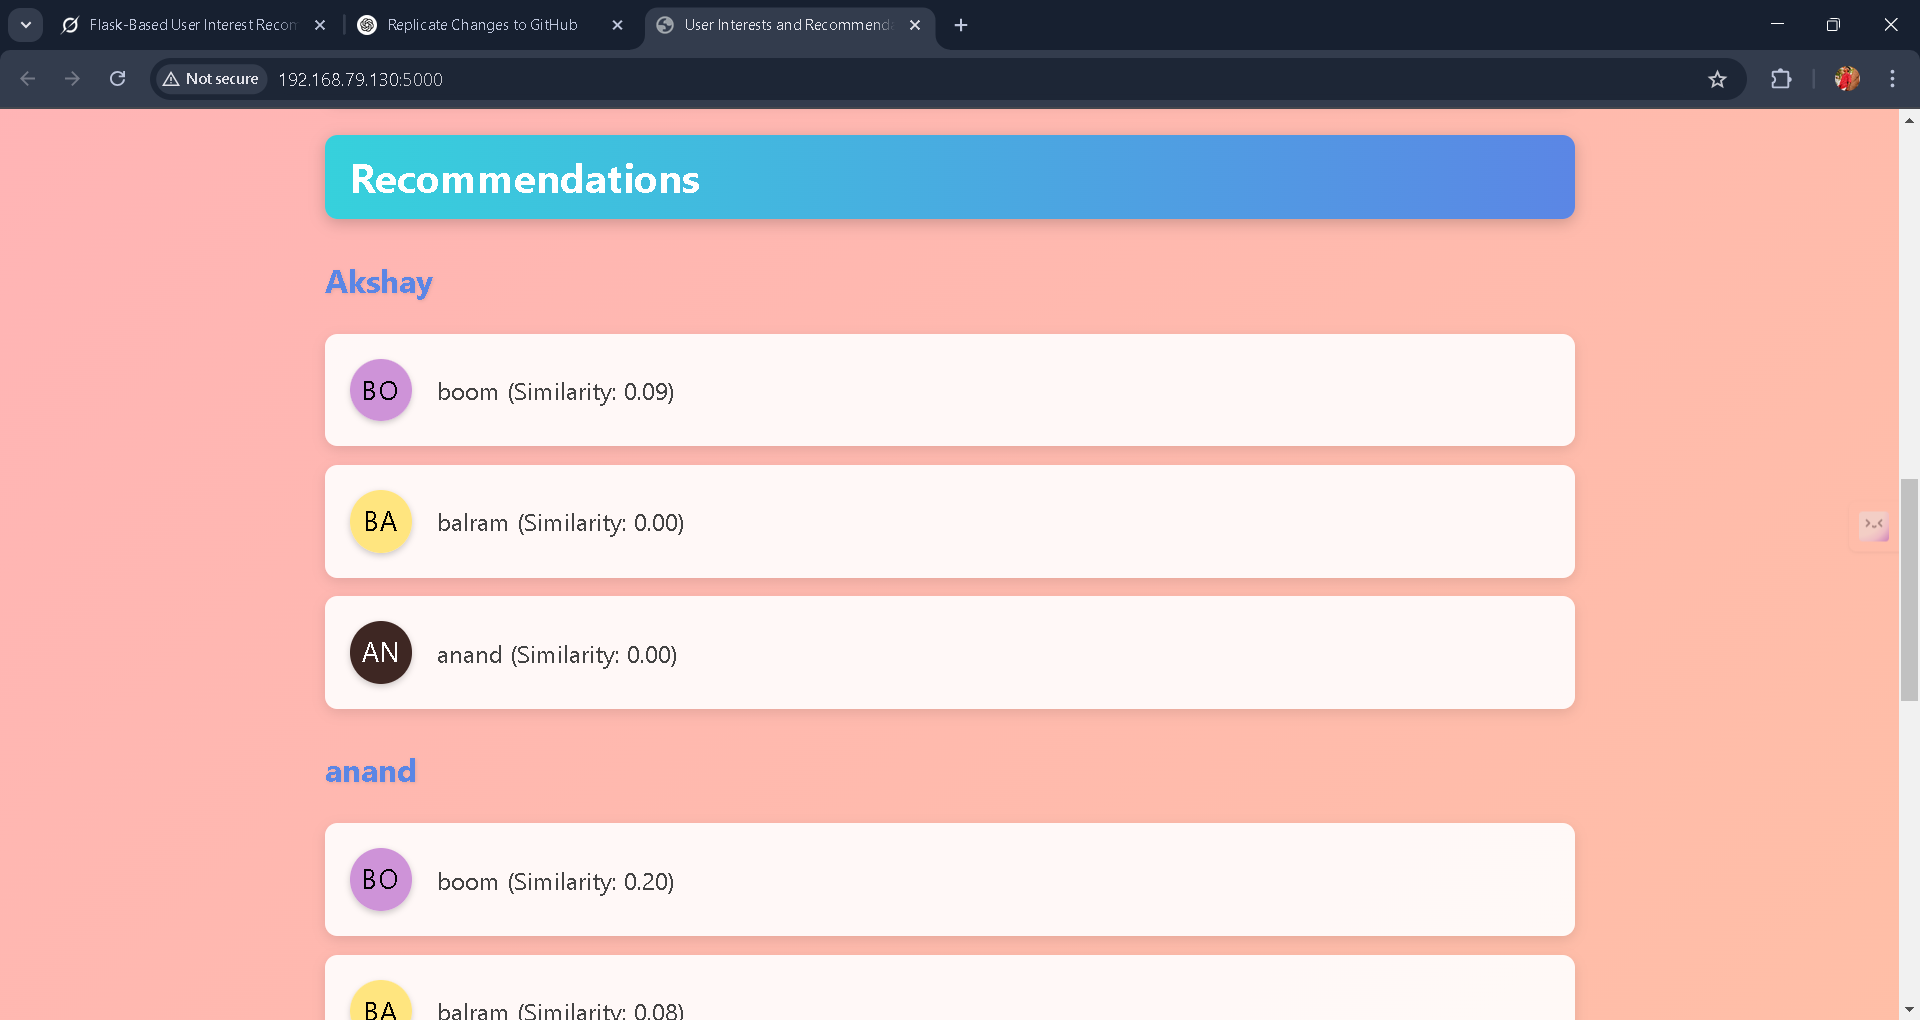 Flask-Based User Interest Recom
Replicate Changes to GitHub
User Interests and Recommend
Not secure
192.168.79.130:5000
Recommendations
Akshay
BO
boom (Similarity: 0.09)
BA
balram (Similarity: 0.00)
AN
anand (Similarity: 0.00)
anand
BO
boom (Similarity: 0.20)
BA
balram (Similarity: 0.08)